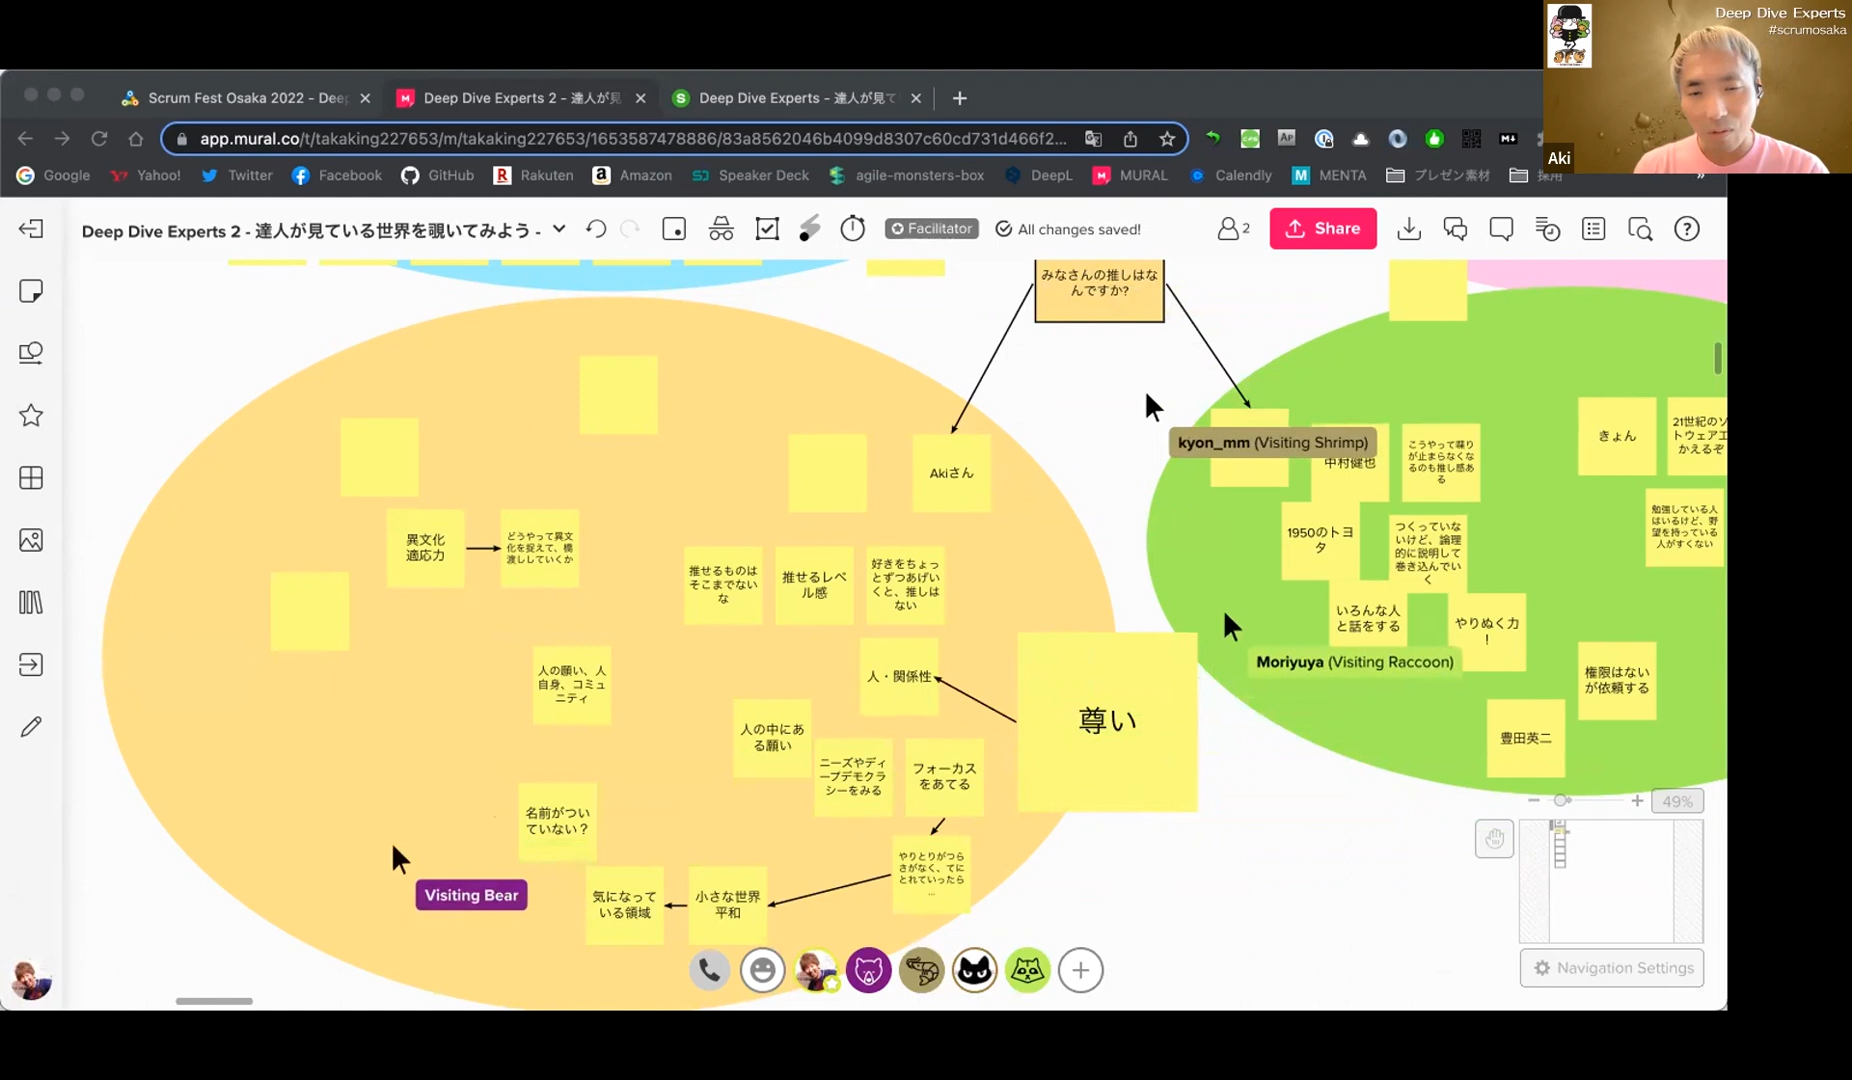 Deep Dive Experts
#scrumosaka
Aki
Scrum Fest Osaka 2022 - Deep
Deep Dive Experts 2 - 達人が見
Deep Dive Experts - 達人が見て
app.mural.co/t/takaking227653/m/takaking227653/1653587478886/83a8562046b4099d8307c60cd731d466f2...
Google
Yahoo!
Twitter
Facebook
GitHub
Rakuten
Amazon
Speaker Deck
agile-monsters-box
DeepL
MURAL
Calendly
MENTA
プレゼン素材
採用
»
Deep Dive Experts 2 - 達人が見ている世界を覗いてみよう -
Facilitator
All changes saved!
2
Share
みなさんの推しはな
んですか?
Akiさん
異文化
適応力
どうやって異文
化を捉えて、橋
渡ししていくか
推せるものは
そこまでない
な
推せるレベ
ル感
好きをちょっ
とずつあげい
くと、推しは
ない
人の願い、人
自身、コミュ
ニティ
人・関係性
尊い
人の中にあ
る願い
ニーズやディ
ープデモクラ
シーをみる
フォーカス
をあてる
名前がつい
ていない？
やりとりがつら
さがなく、てに
とれていったら
...
気になって
いる領域
小さな世界
平和
Visiting Bear
kyon_mm (Visiting Shrimp)
中村健也
こうやって喋り
が止まらなくな
るのも推し感あ
る
1950のトヨ
タ
つくっていな
いけど、論理
的に説明して
巻き込んでい
く
いろんな人
と話をする
やりぬく力
！
Moriyuya (Visiting Raccoon)
きょん
21世紀のソ
トウェアエ
かえるぞ
勉強している人
はいるけど、野
望を持っている
人がすくない
権限はない
が依頼する
豊田英二
49%
Navigation Settings